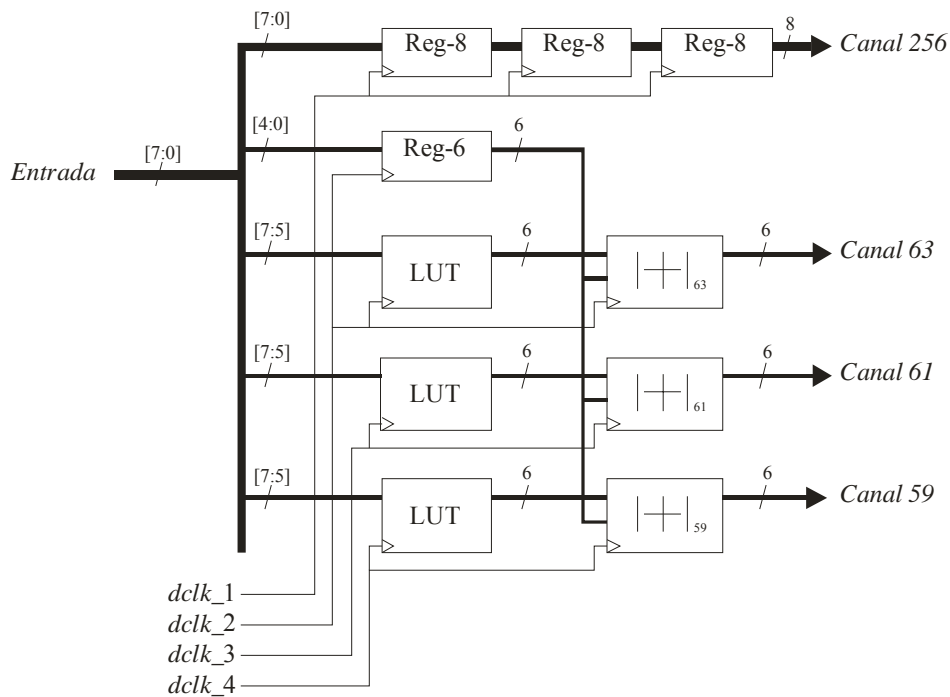 [7:0]
Reg-8
Reg-8
Reg-8
8
Canal 256
[4:0]
Reg-6
6
Entrada
[7:0]
[7:5]
LUT
6
|+|63
6
Canal 63
[7:5]
LUT
6
|+|61
6
Canal 61
[7:5]
LUT
6
|+|59
6
Canal 59
dclk_1
dclk_2
dclk_3
dclk_4